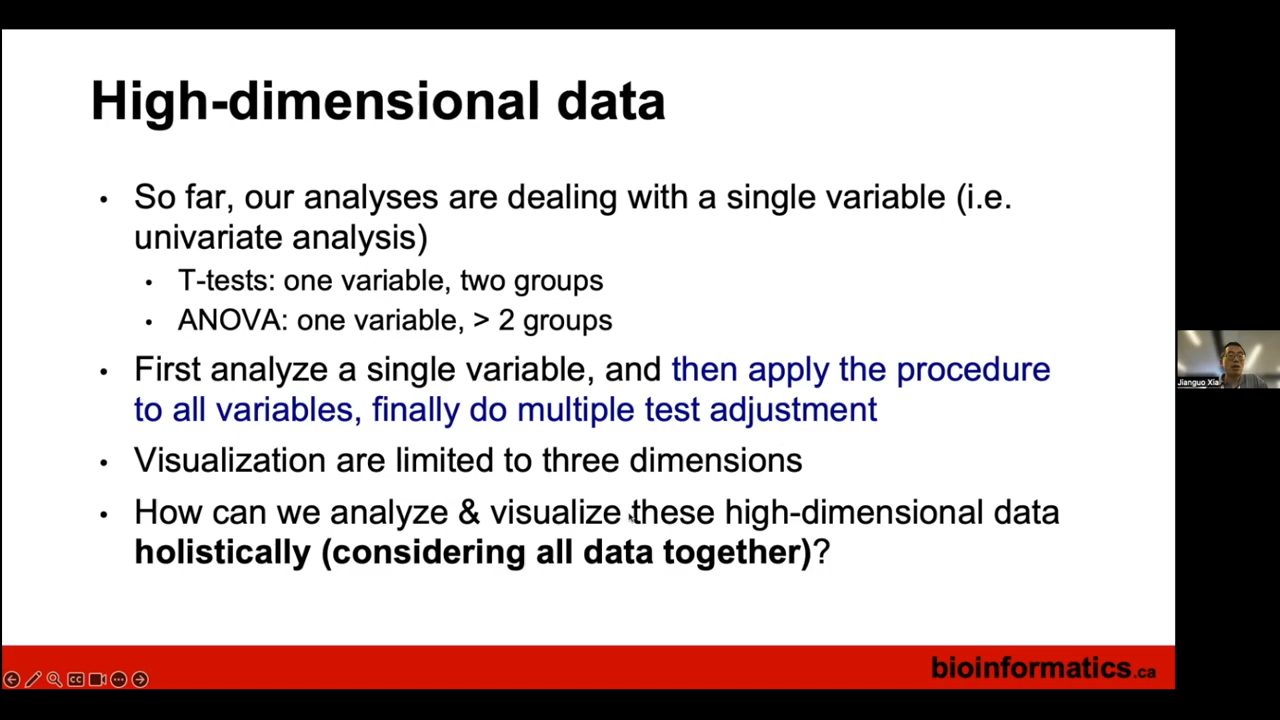 High-dimensional data
• So far, our analyses are dealing with a single variable (i.e.
univariate analysis)
• T-tests: one variable, two groups
• ANOVA: one variable, > 2 groups
• First analyze a single variable, and then apply the procedure
to all variables, finally do multiple test adjustment
• Visualization are limited to three dimensions
• How can we analyze & visualize these high-dimensional data
holistically (considering all data together)?
Jianguo Xia
CC
bioinformatics.ca